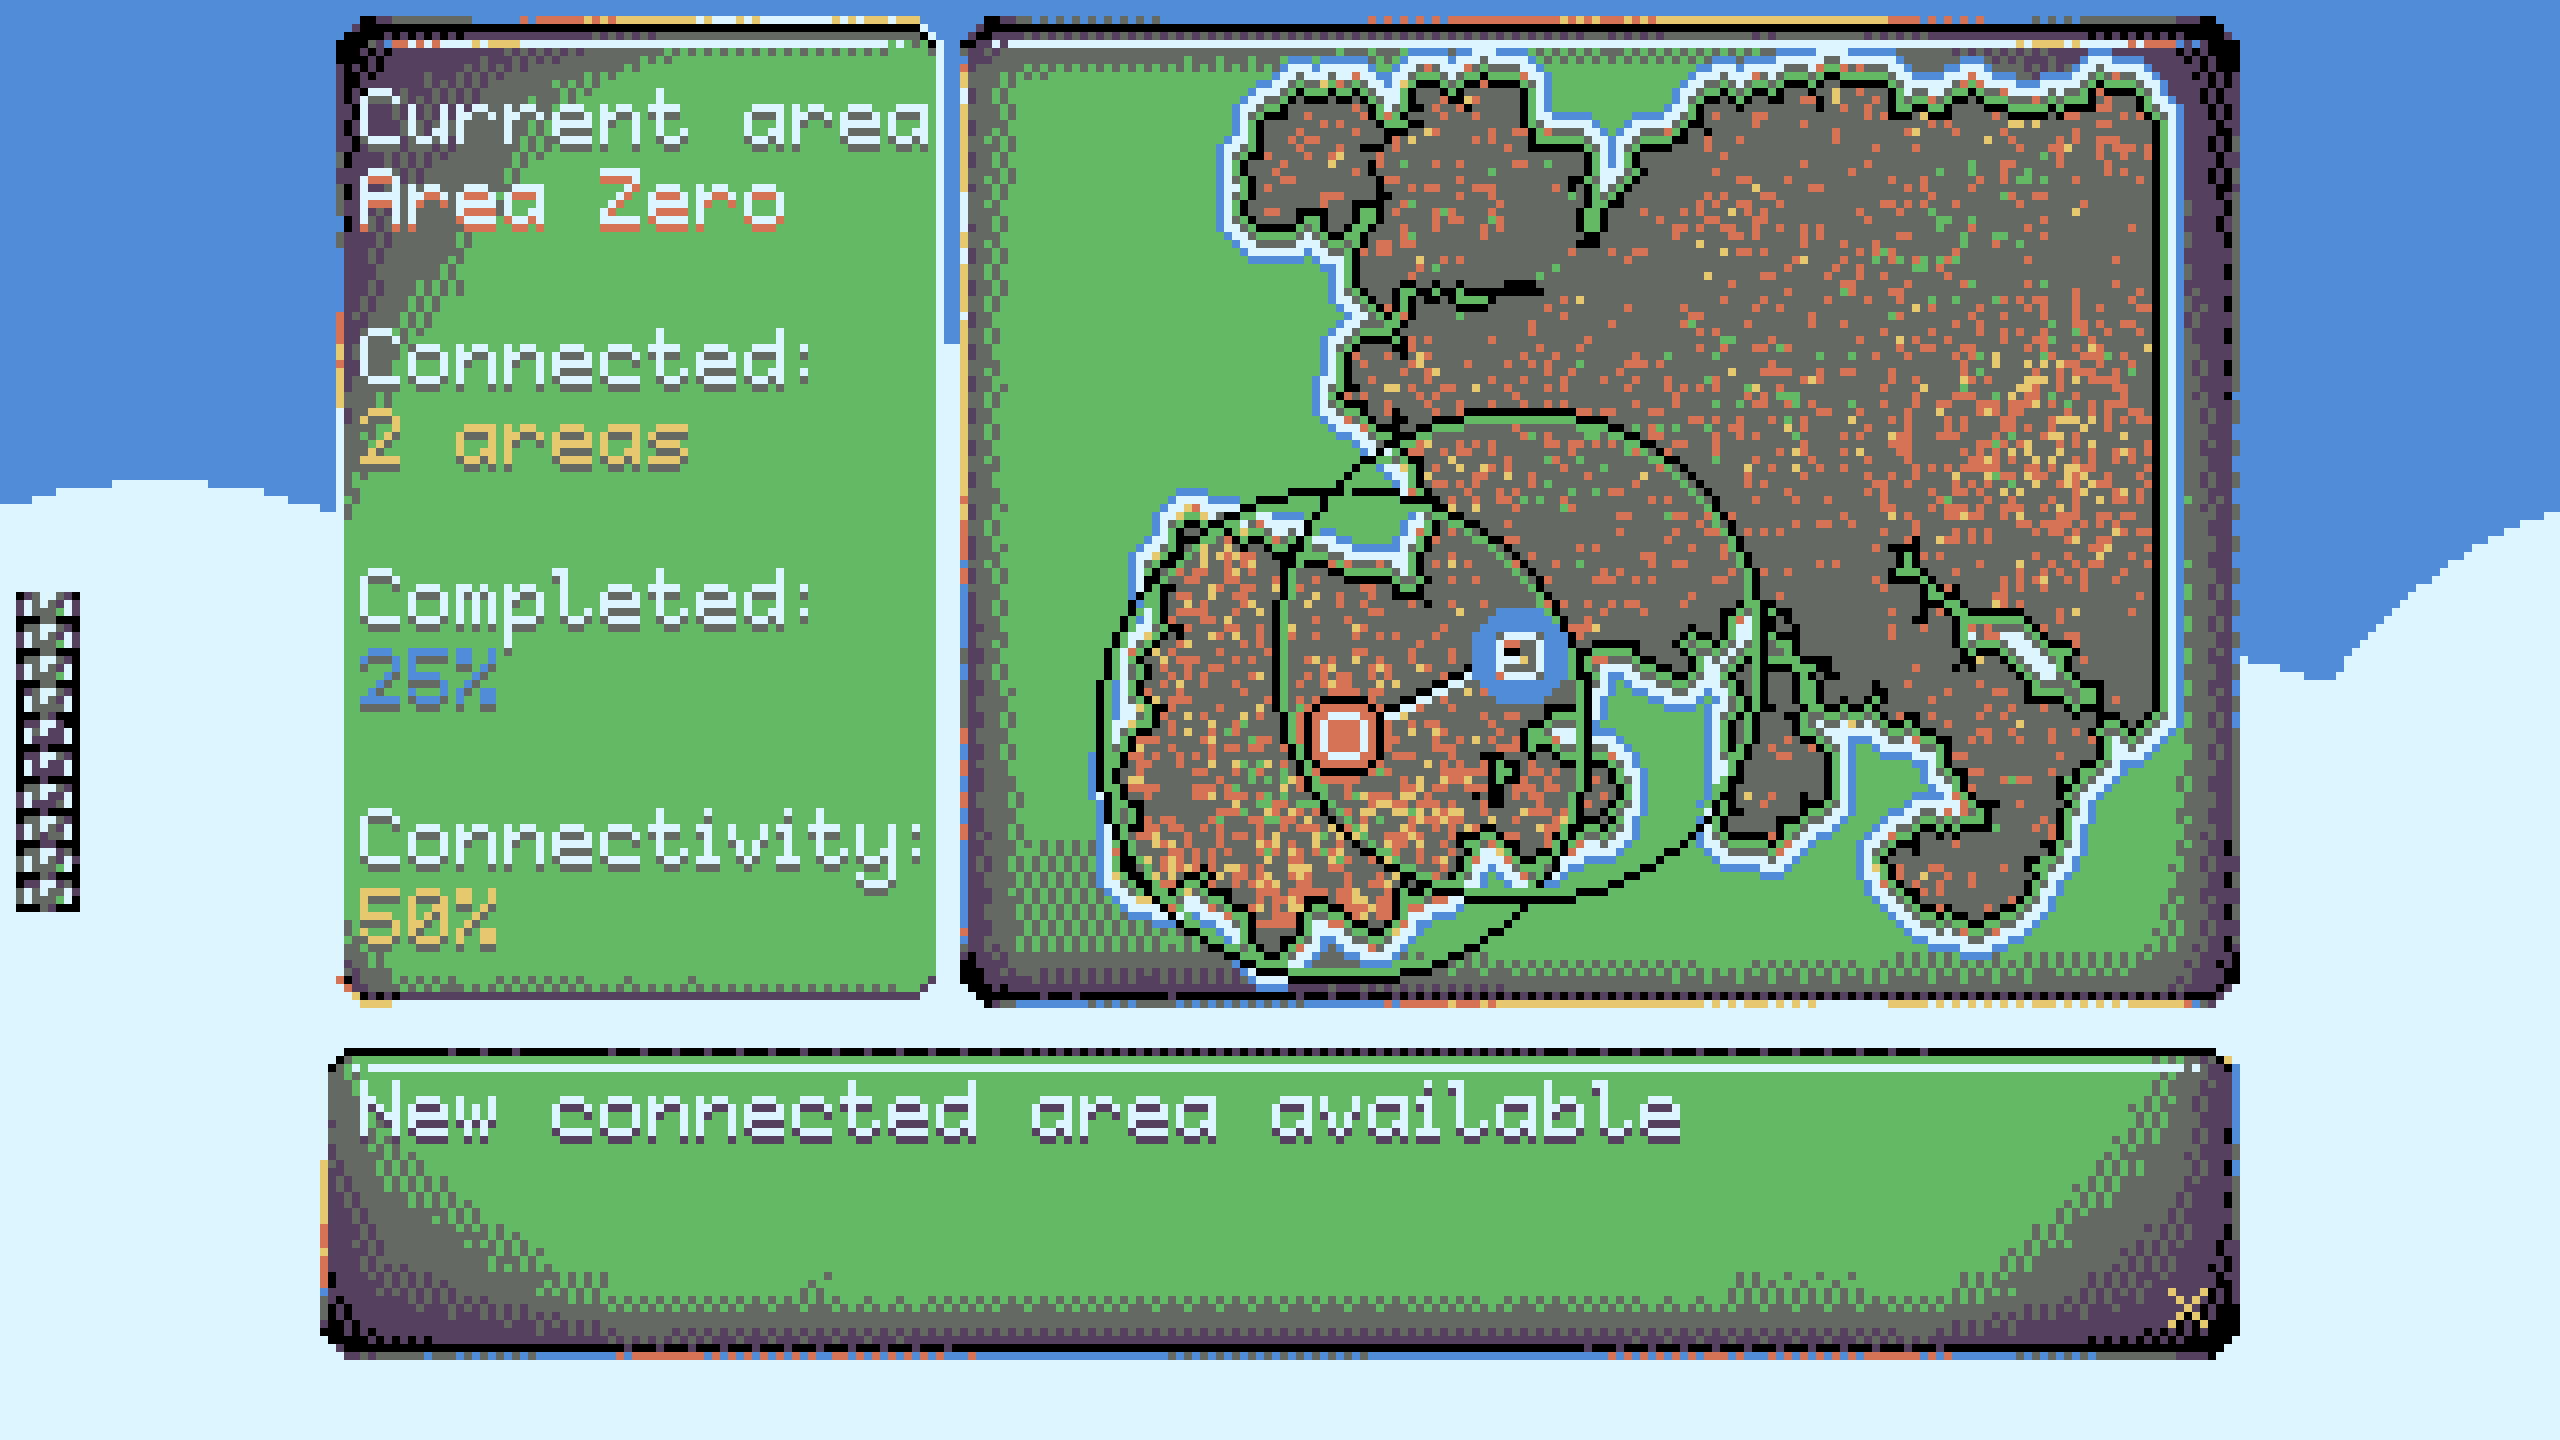 Current area
Area Zero
Connected:
2 areas
Completed:
25%
Connectivity:
50%
New connected area available